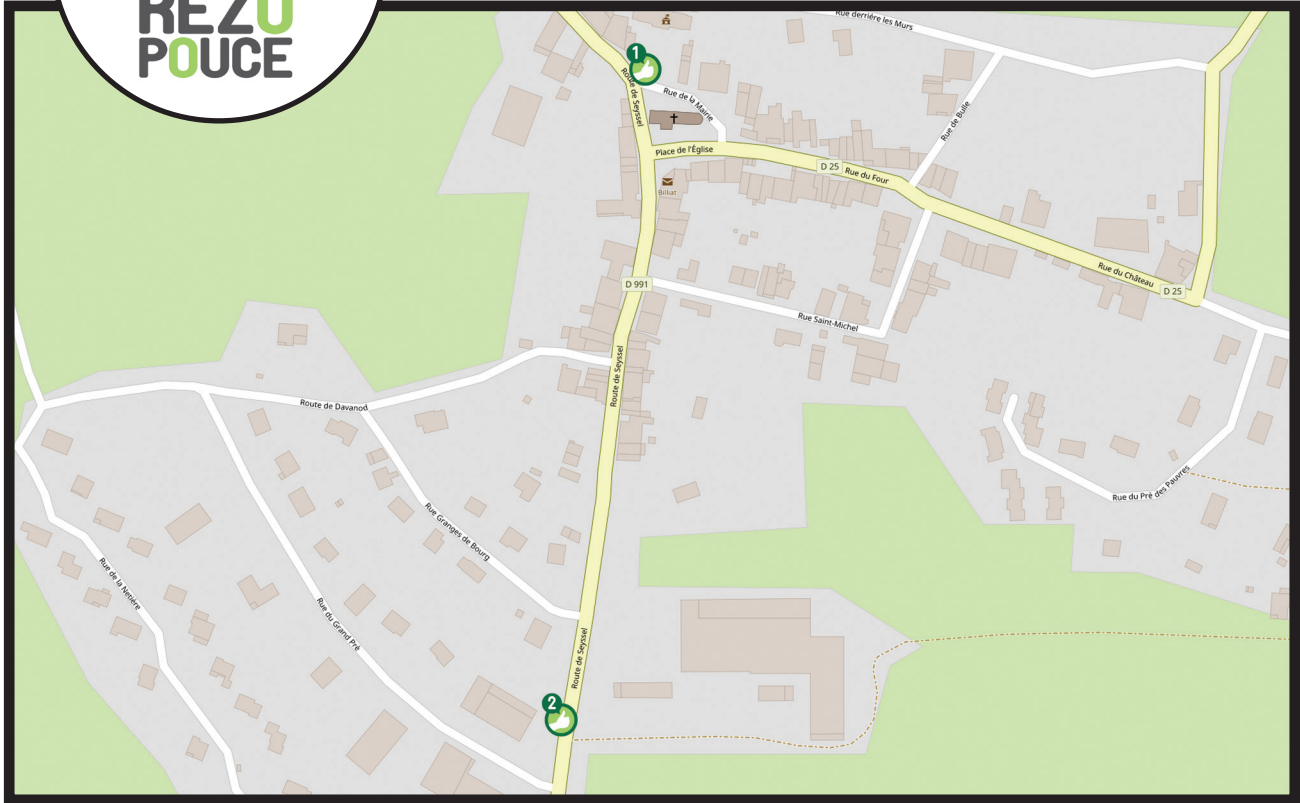 REZO
POUCE
Rue derrière les Murs
1
Route de Seyssel
Rue de la Mairie
Rue de Bulle
Place de l'Église
D 25
Rue du Four
Billiat
D 991
Rue du Château
D 25
Rue Saint-Michel
Route de Seyssel
Route de Davanod
Rue du Pré des Pauvres
Rue Granges de Bourg
Rue de la Netière
Rue du Grand Pré
Route de Seyssel
2